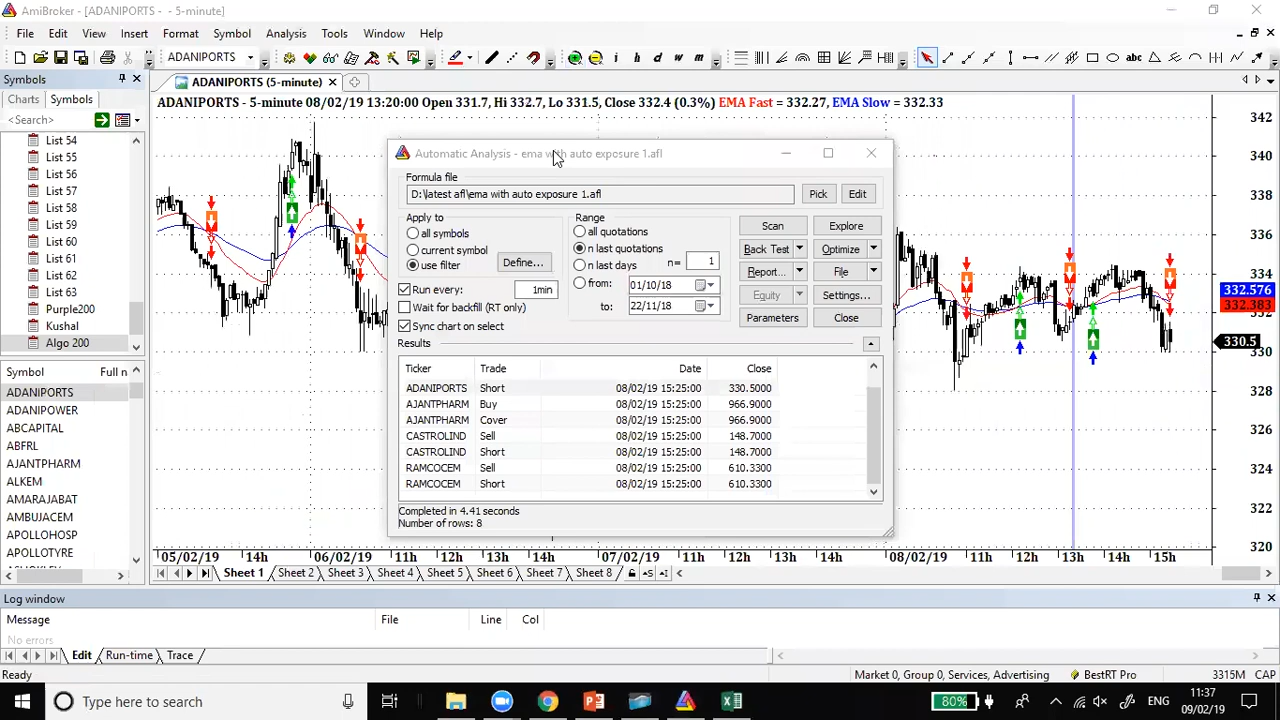 AmiBroker - [ADANIPORTS -  - 5-minute]
File Edit View Insert Format Symbol Analysis Tools Window Help
ADANIPORTS
i h d w m
abc
Symbols
ADANIPORTS (5-minute)
Charts Symbols
ADANIPORTS - 5-minute 08/02/19 13:20:00 Open 331.7, Hi 332.7, Lo 331.5, Close 332.4 (0.3%) EMA Fast = 332.27, EMA Slow = 332.33
<Search>
List 54
List 55
List 56
List 57
List 58
List 59
List 60
List 61
List 62
List 63
Purple200
Kushal
Algo 200
Symbol Full n
ADANIPORTS
ADANIPOWER
ABCAPITAL
ABFRL
AJANTPHARM
ALKEM
AMARAJABAT
AMBUJACEM
APOLLOHOSP
APOLLOTYRE
Automatic Analysis - ema with auto exposure 1.afl
Formula file
D:\latest afl\ema with auto exposure 1.afl
Pick Edit
Apply to
all symbols
current symbol
use filter
Define...
Run every: 1min
Wait for backfill (RT only)
Sync chart on select
Range
all quotations
n last quotations
n last days
n= 1
from: 01/10/18
to: 22/11/18
Scan Explore
Back Test Optimize
Report... File
Equity Settings...
Parameters Close
Results
Ticker Trade Date Close
ADANIPORTS Short 08/02/19 15:25:00 330.5000
AJANTPHARM Buy 08/02/19 15:25:00 966.9000
AJANTPHARM Cover 08/02/19 15:25:00 966.9000
CASTROLIND Sell 08/02/19 15:25:00 148.7000
CASTROLIND Short 08/02/19 15:25:00 148.7000
RAMCOCEM Sell 08/02/19 15:25:00 610.3300
RAMCOCEM Short 08/02/19 15:25:00 610.3300
Completed in 4.41 seconds
Number of rows: 8
342
340
338
336
334
332.576
332.383
332
330.5
330
328
326
324
322
320
05/02/19 14h 06/02/19 11h 12h 13h 14h 07/02/19 11h 12h 13h 14h 08/02/19 11h 12h 13h 14h 15h
Sheet 1 Sheet 2 Sheet 3 Sheet 4 Sheet 5 Sheet 6 Sheet 7 Sheet 8
Log window
Message File Line Col
No errors
Edit Run-time Trace
Ready
Market 0, Group 0, Services, Advertising BestRT Pro 3315M CAP
Type here to search
80%
ENG
11:37
09/02/19